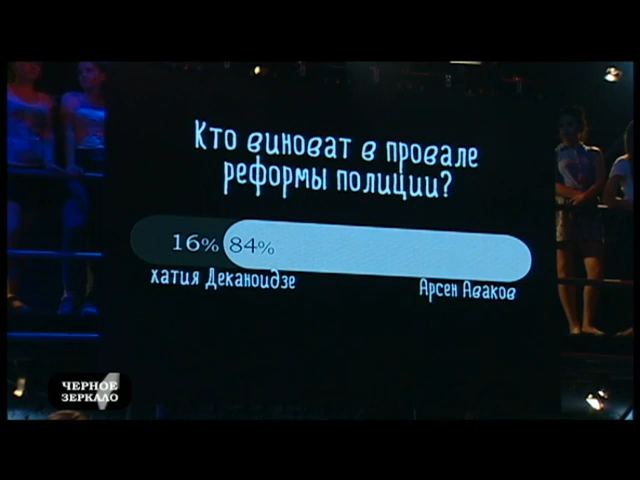 Кто виноват в провале
реформы полиции?
16% 84%
хатия Деканоидзе Арсен Аваков
ЧЕРНОЕ
ЗЕРКАЛО